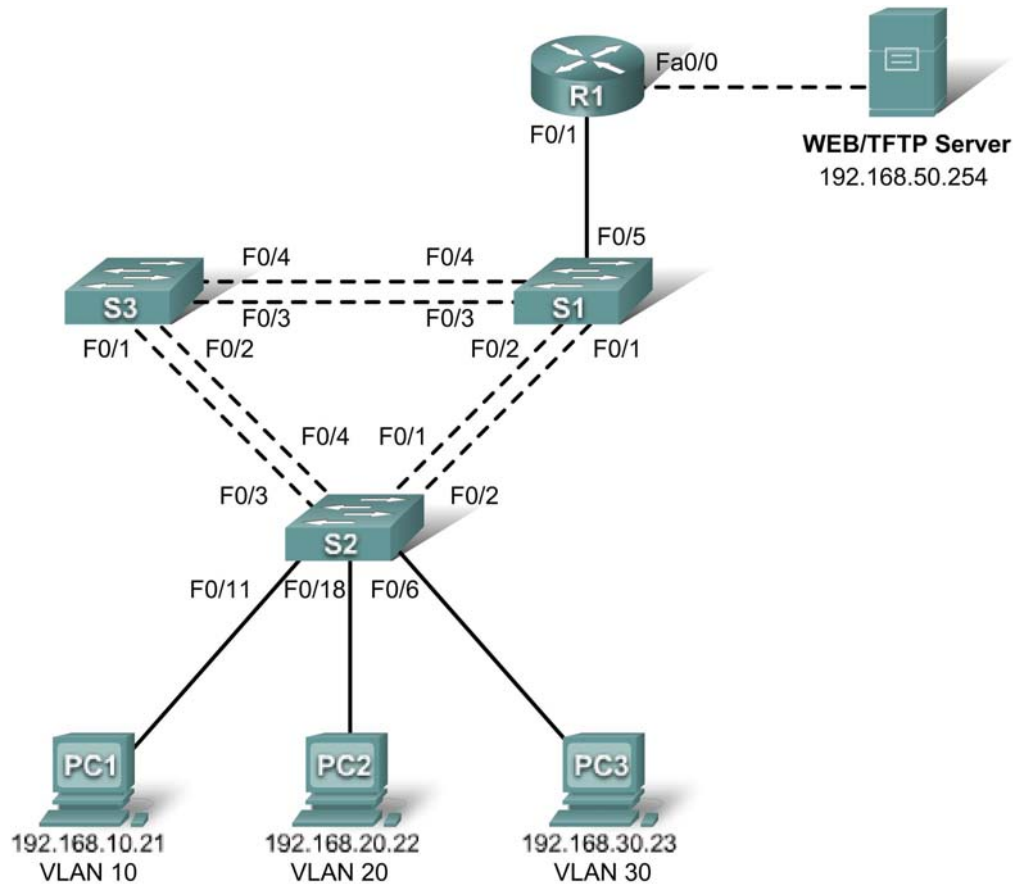 Fa0/0
R1
F0/1
WEB/TFTP Server
192.168.50.254
F0/5
F0/4
F0/4
S3
S1
F0/3
F0/3
F0/1
F0/2
F0/2
F0/1
F0/4
F0/1
F0/3
F0/2
S2
F0/11
F0/18
F0/6
PC1
PC2
PC3
192.168.10.21
192.168.20.22
192.168.30.23
VLAN 10
VLAN 20
VLAN 30